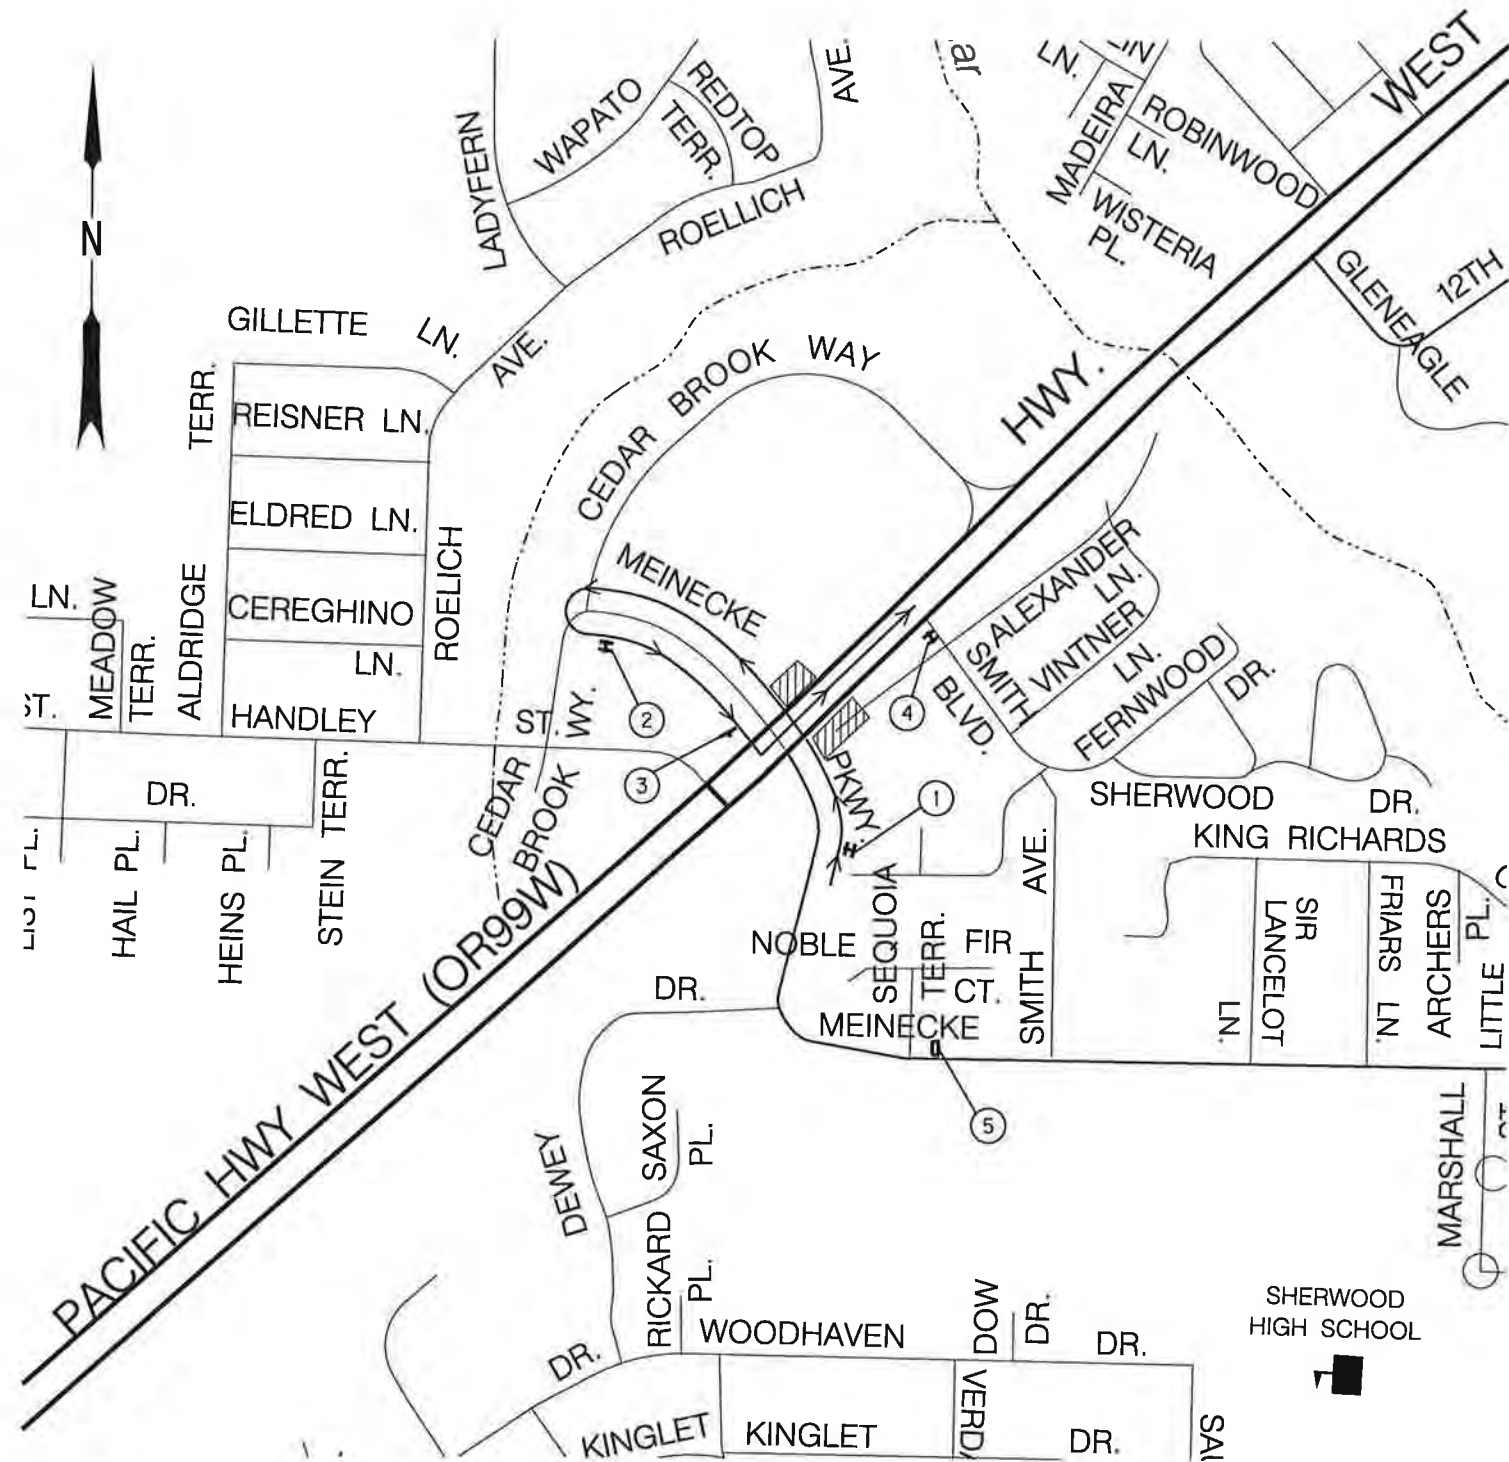 WEST
AVE.
LN.
REDTOP
TERR.
WAPATO
LADYFERN
ROELLICH
MADEIRA
ROBINWOOD
LN.
WISTERIA
PL.
N
GLENEAGLE
12TH
GILLETTE LN.
AVE.
CEDAR BROOK WAY
HWY.
TERR.
REISNER LN.
ELDRED LN.
ROELICH
ALDRIDGE
CEREGHINO
LN.
LN.
MEADOW
TERR.
MEINECKE
ALEXANDER
LN.
SMITH
BLVD.
VINTNER
LN.
FERNWOOD
DR.
HANDLEY ST.
WY.
2
4
3
1
PKWY.
CEDAR
BROOK
DR.
HAIL PL.
HEINS PL.
STEIN TERR.
SHERWOOD DR.
KING RICHARDS
SIR
LANCELOT
LN.
FRIARS LN.
ARCHERS
PL.
LITTLE
SMITH AVE.
SEQUOIA
TERR.
NOBLE FIR
CT.
DR.
MEINECKE
5
PACIFIC HWY WEST (OR99W)
DEWEY
SAXON
PL.
RICKARD
PL.
MARSHALL
SHERWOOD
HIGH SCHOOL
DR.
WOODHAVEN DR.
DOW
DR.
KINGLET
KINGLET DR.